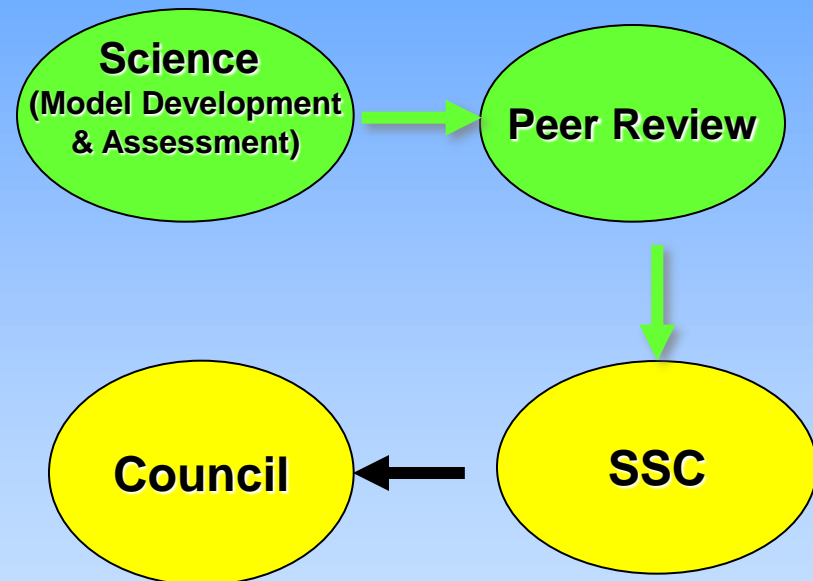 Science
(Model Development
& Assessment)
Peer Review
SSC
Council